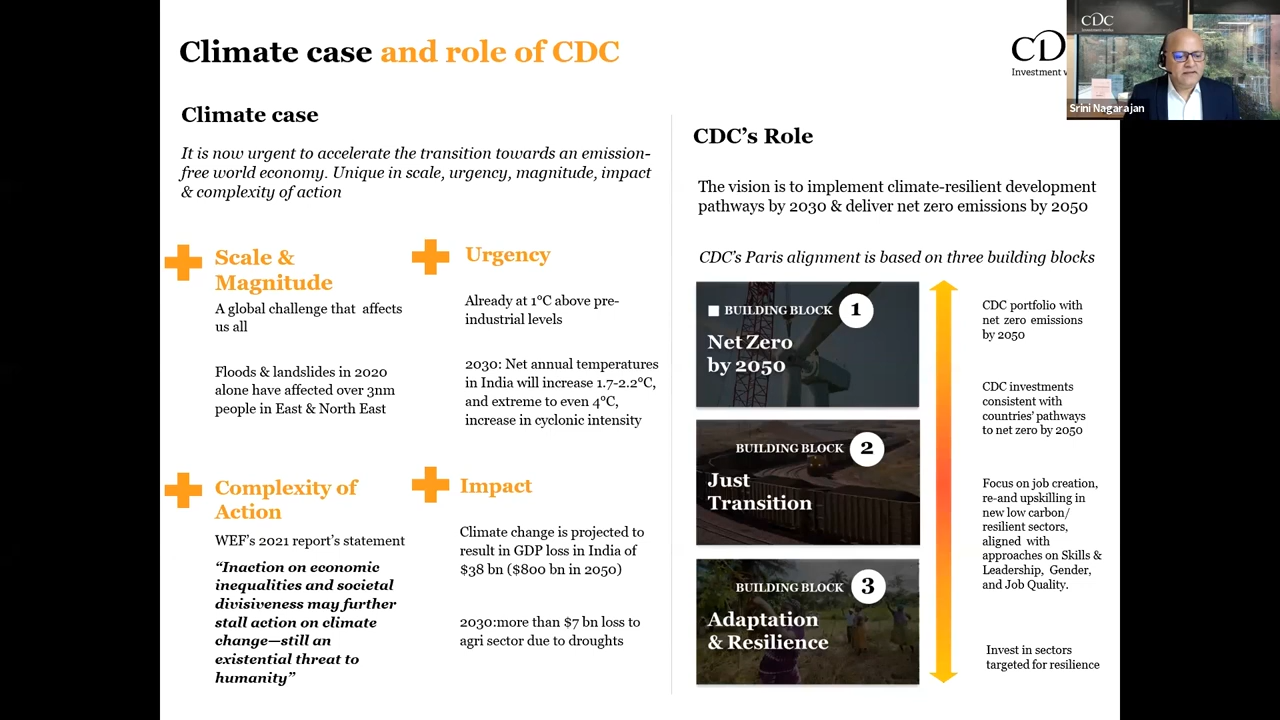 Climate case and role of CDC
Climate case
It is now urgent to accelerate the transition towards an emission-
free world economy. Unique in scale, urgency, magnitude, impact
& complexity of action
Scale &
Magnitude
A global challenge that affects
us all
Floods & landslides in 2020
alone have affected over 3nm
people in East & North East
Urgency
Already at 1°C above pre-
industrial levels
2030: Net annual temperatures
in India will increase 1.7-2.2°C,
and extreme to even 4°C,
increase in cyclonic intensity
Complexity of
Action
WEF's 2021 report's statement
“Inaction on economic
inequalities and societal
divisiveness may further
stall action on climate
change—still an
existential threat to
humanity”
Impact
Climate change is projected to
result in GDP loss in India of
$38 bn ($800 bn in 2050)
2030:more than $7 bn loss to
agri sector due to droughts
CDC's Role
The vision is to implement climate-resilient development
pathways by 2030 & deliver net zero emissions by 2050
CDC's Paris alignment is based on three building blocks
BUILDING BLOCK 1
Net Zero
by 2050
BUILDING BLOCK 2
Just
Transition
BUILDING BLOCK 3
Adaptation
& Resilience
CDC portfolio with
net zero emissions
by 2050
CDC investments
consistent with
countries' pathways
to net zero by 2050
Focus on job creation,
re-and upskilling in
new low carbon/
resilient sectors,
aligned with
approaches on Skills &
Leadership, Gender,
and Job Quality.
Invest in sectors
targeted for resilience
CD
Investment w
CDC
Srini Nagarajan